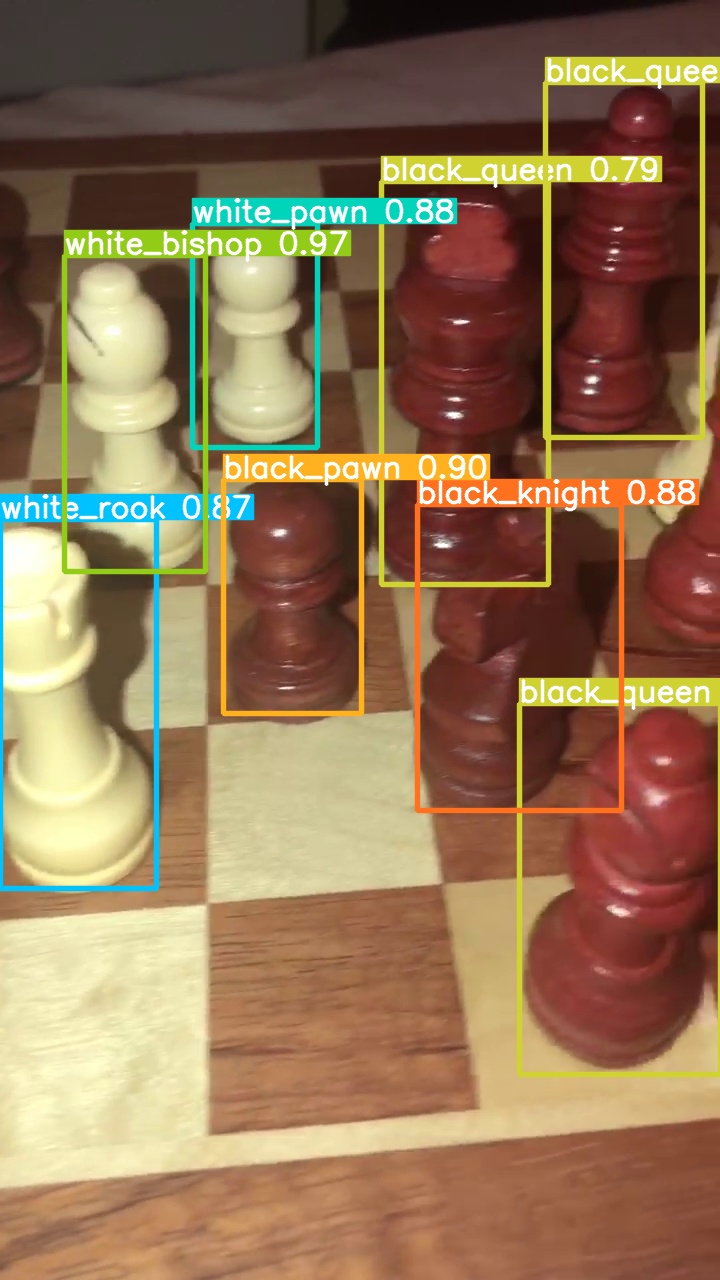 black_quee
black_queen 0.79
white_pawn 0.88
white_bishop 0.97
black_pawn 0.90
black_knight 0.88
white_rook 0.87
black_queen